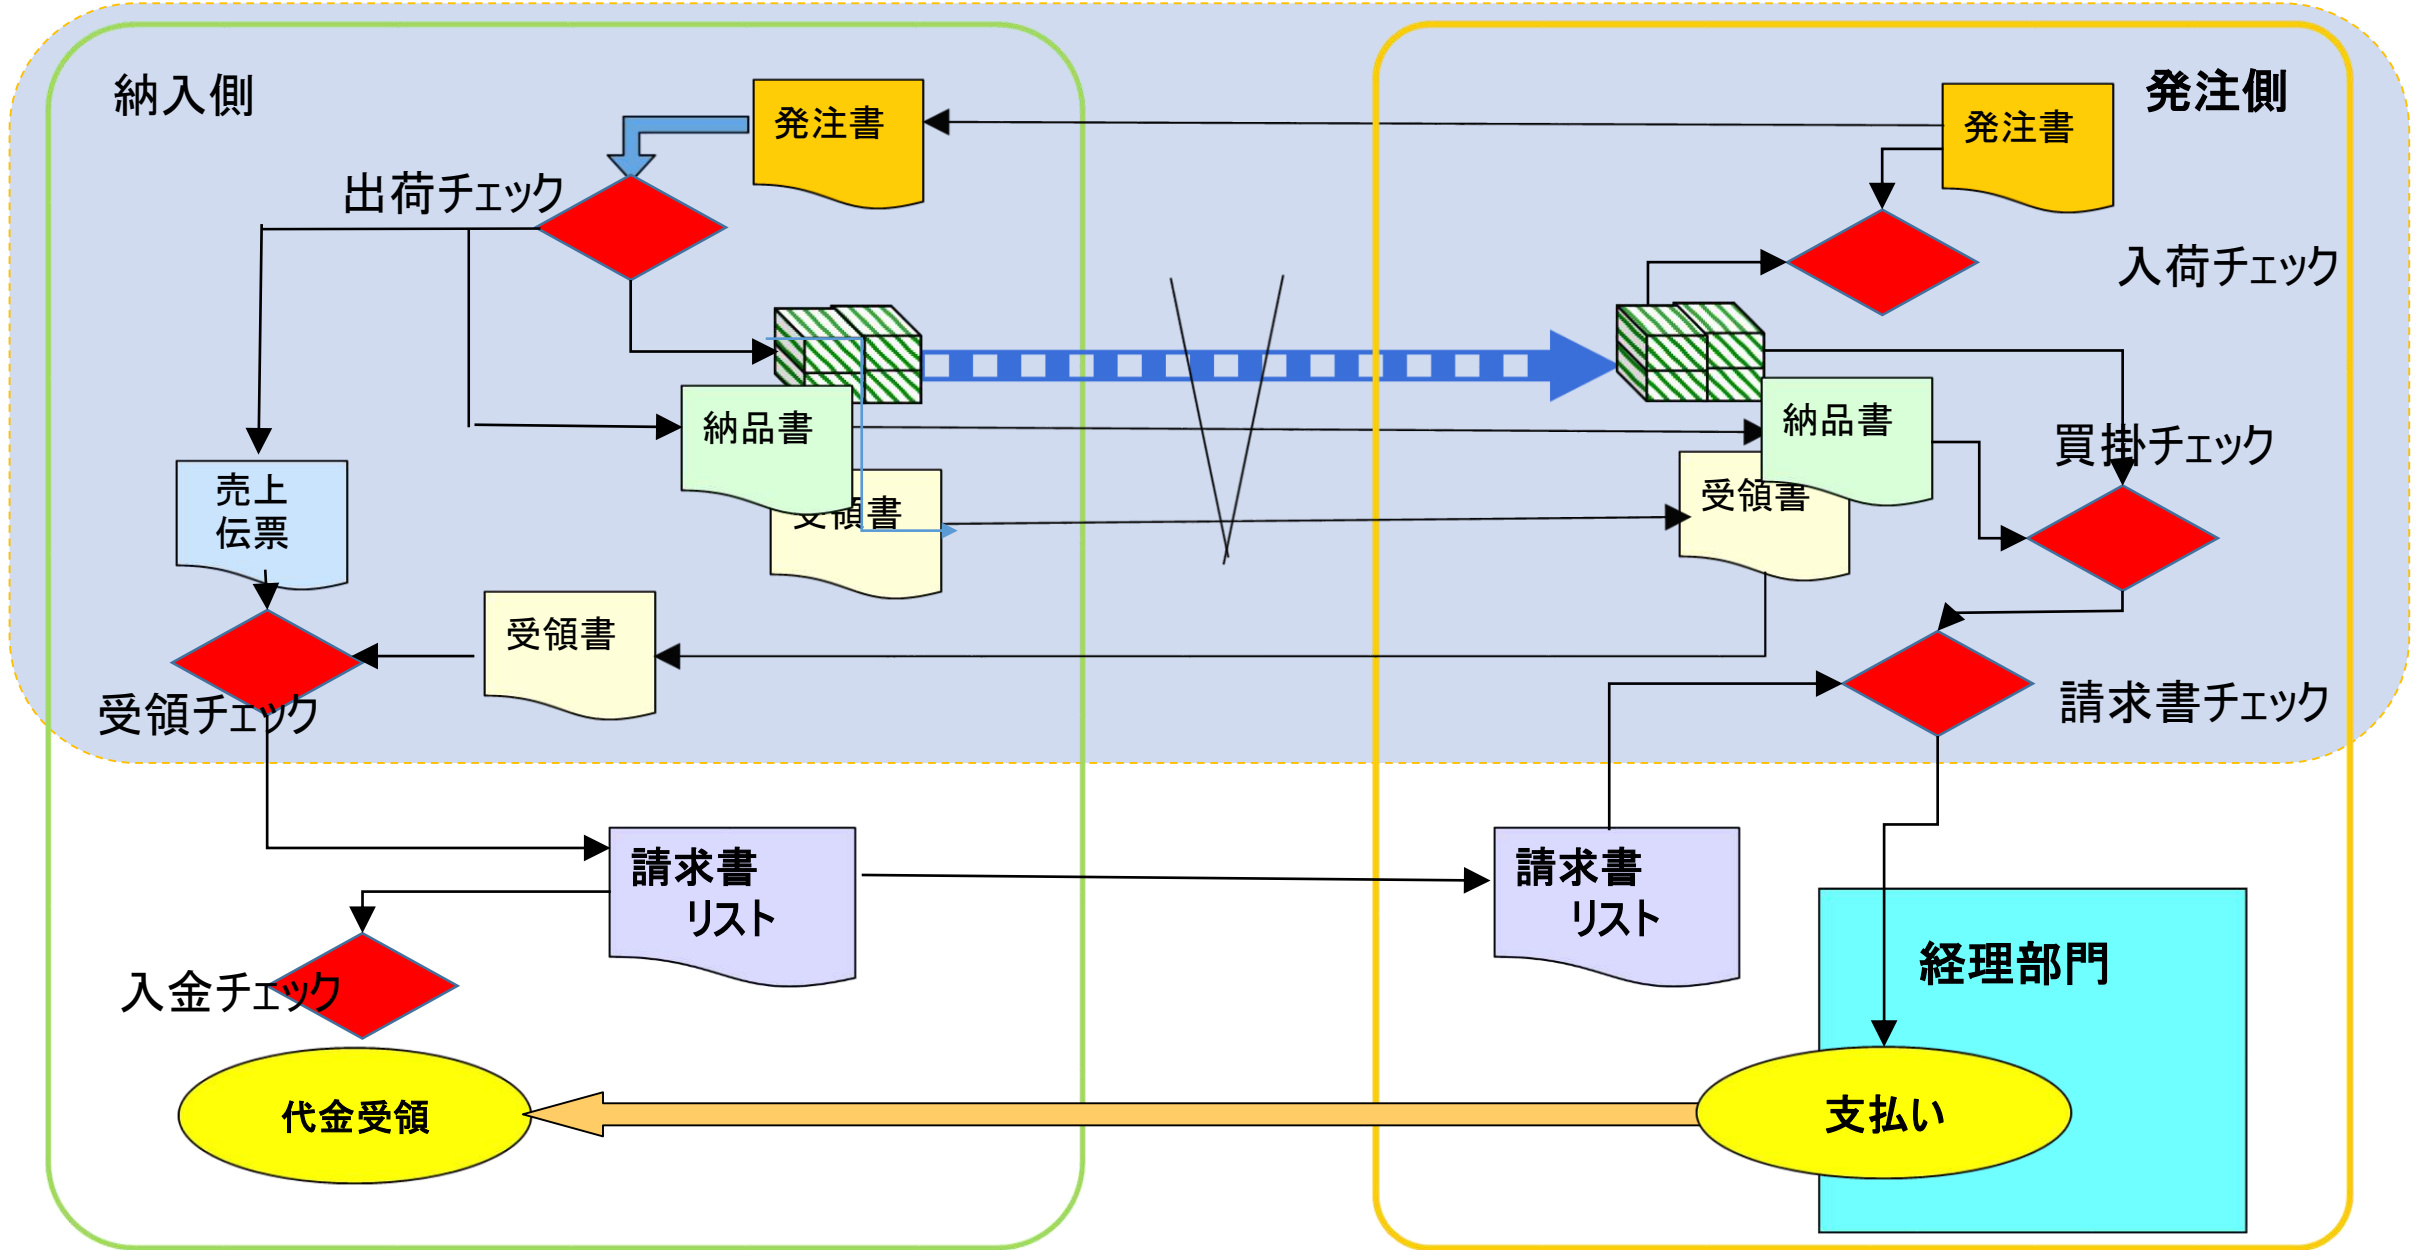 納入側
発注側
発注書
発注書
出荷チェック
入荷チェック
納品書
納品書
買掛チェック
売上
伝票
受領書
受領書
受領書
受領チェック
請求書チェック
請求書
リスト
請求書
リスト
経理部門
入金チェック
代金受領
支払い